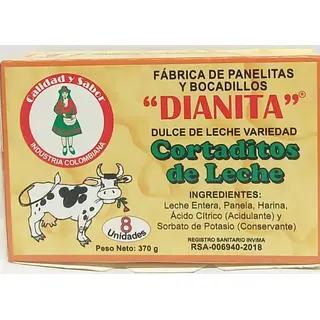 Calidad y Sabor
INDUSTRIA COLOMBIANA
FÁBRICA DE PANELITAS
Y BOCADILLOS
"DIANITA"®
DULCE DE LECHE VARIEDAD
Cortaditos
de Leche
INGREDIENTES:
Leche Entera, Panela, Harina,
Ácido Cítrico (Acidulante) y
Sorbato de Potasio (Conservante)
REGISTRO SANITARIO INVIMA
RSA-006940-2018
8
Unidades
Peso Neto: 370 g